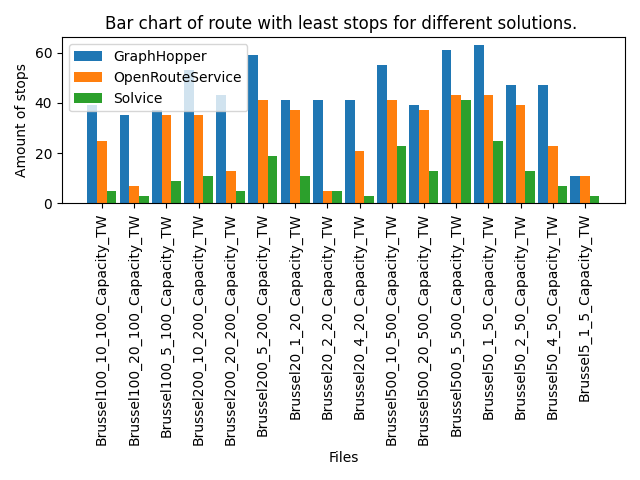 Bar chart of route with least stops for different solutions.
GraphHopper
OpenRouteService
Solvice
Amount of stops
60
40
20
0
Brussel100_10_100_Capacity_TW
Brussel100_20_100_Capacity_TW
Brussel100_5_100_Capacity_TW
Brussel200_10_200_Capacity_TW
Brussel200_20_200_Capacity_TW
Brussel200_5_200_Capacity_TW
Brussel20_1_20_Capacity_TW
Brussel20_2_20_Capacity_TW
Brussel20_4_20_Capacity_TW
Brussel500_10_500_Capacity_TW
Brussel500_20_500_Capacity_TW
Brussel500_5_500_Capacity_TW
Brussel50_1_50_Capacity_TW
Brussel50_2_50_Capacity_TW
Brussel50_4_50_Capacity_TW
Brussel5_1_5_Capacity_TW
Files